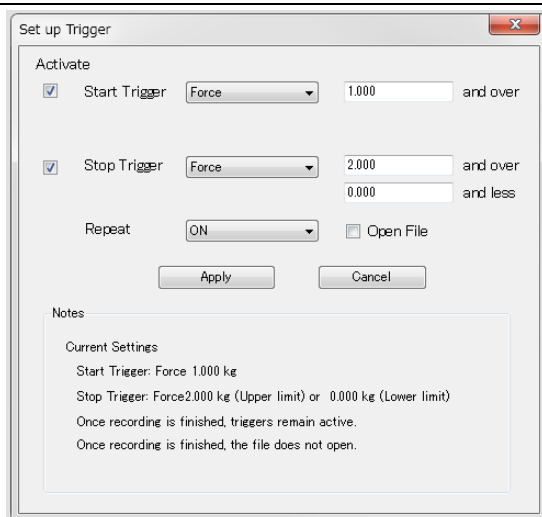 Set up Trigger
Activate
Start Trigger Force 1.000 and over
Stop Trigger Force 2.000 and over
0.000 and less
Repeat ON Open File
Apply Cancel
Notes
Current Settings
Start Trigger: Force 1.000 kg
Stop Trigger: Force2.000 kg (Upper limit) or 0.000 kg (Lower limit)
Once recording is finished, triggers remain active.
Once recording is finished, the file does not open.